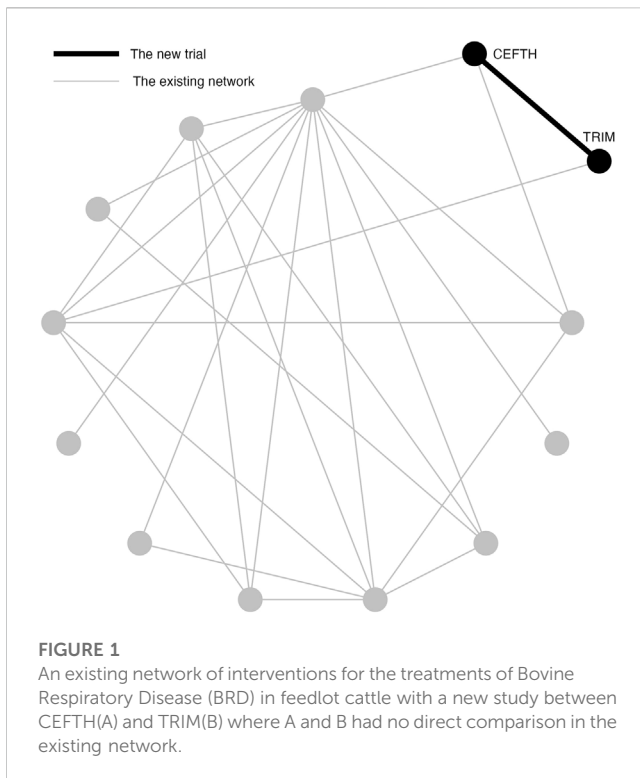 The new trial
CEFTH
The existing network
TRIM
FIGURE 1
An existing network of interventions for the treatments of Bovine
Respiratory Disease (BRD) in feedlot cattle with a new study between
CEFTH(A) and TRIM(B) where A and B had no direct comparison in the
existing network.